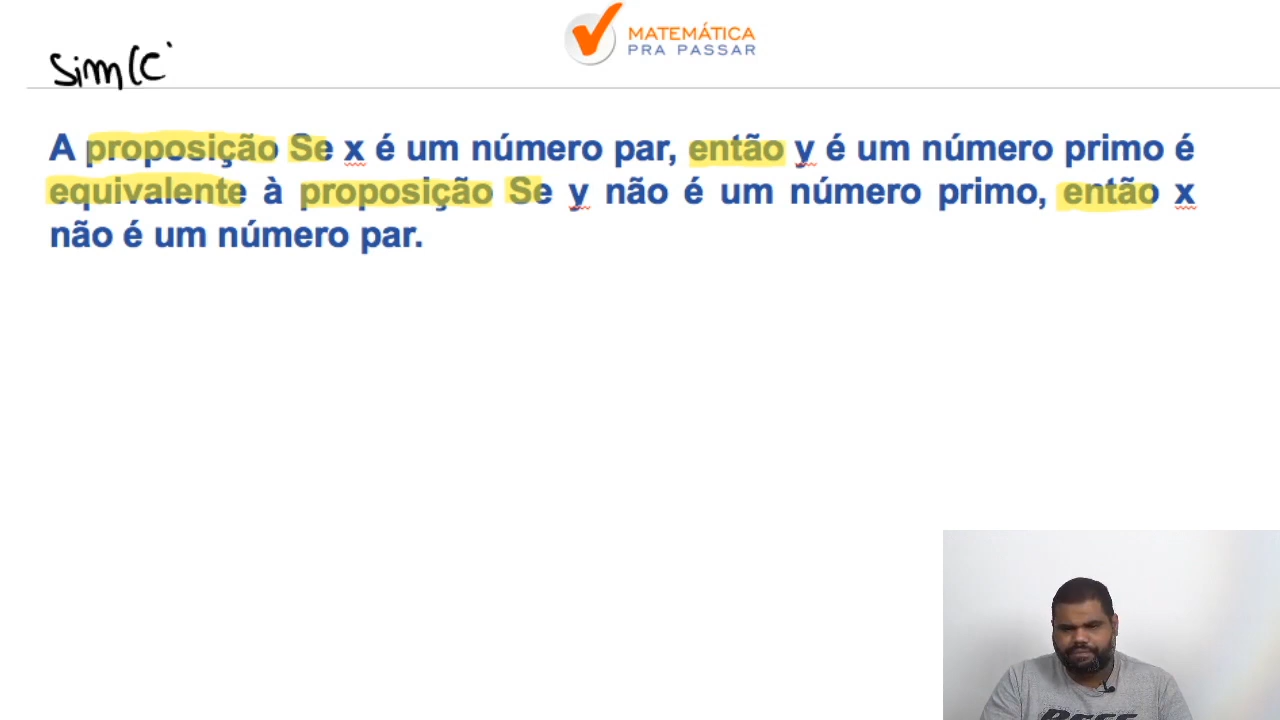 Sim(C
MATEMÁTICA
PRA PASSAR
A proposição Se x é um número par, então y é um número primo é
equivalente à proposição Se y não é um número primo, então x
não é um número par.